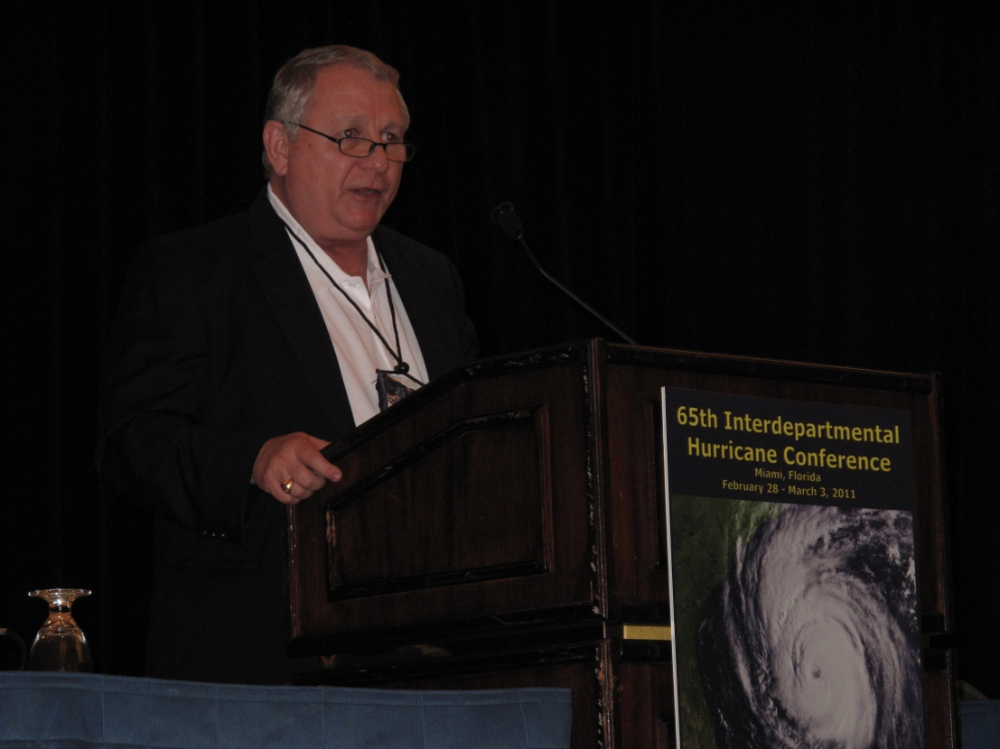 65th Interdepartmental
Hurricane Conference
Miami, Florida
February 28 - March 3, 2011